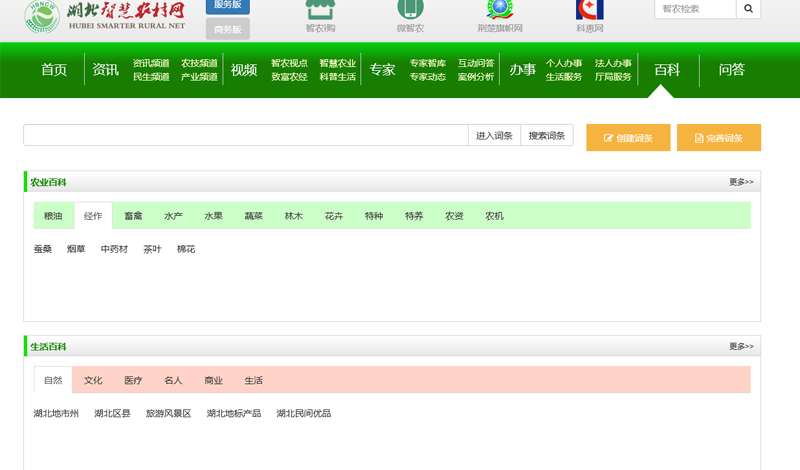 HBNCW
湖北智慧农村网
HUBEI SMARTER RURAL NET
服务版
商务版
智农i购
微智农
荆楚旗帜网
科惠网
智农检索
首页
资讯
资讯频道 农技频道
民生频道 产业频道
视频
智农视点 智慧农业
致富农经 科普生活
专家
专家智库 互动问答
专家动态 案例分析
办事
个人办事 法人办事
生活服务 厅局服务
百科
问答
进入词条 搜索词条 创建词条 完善词条
农业百科 更多>>
粮油 经作 畜禽 水产 水果 蔬菜 林木 花卉 特种 特养 农资 农机
蚕桑 烟草 中药材 茶叶 棉花
生活百科 更多>>
自然 文化 医疗 名人 商业 生活
湖北地市州 湖北区县 旅游风景区 湖北地标产品 湖北民间优品